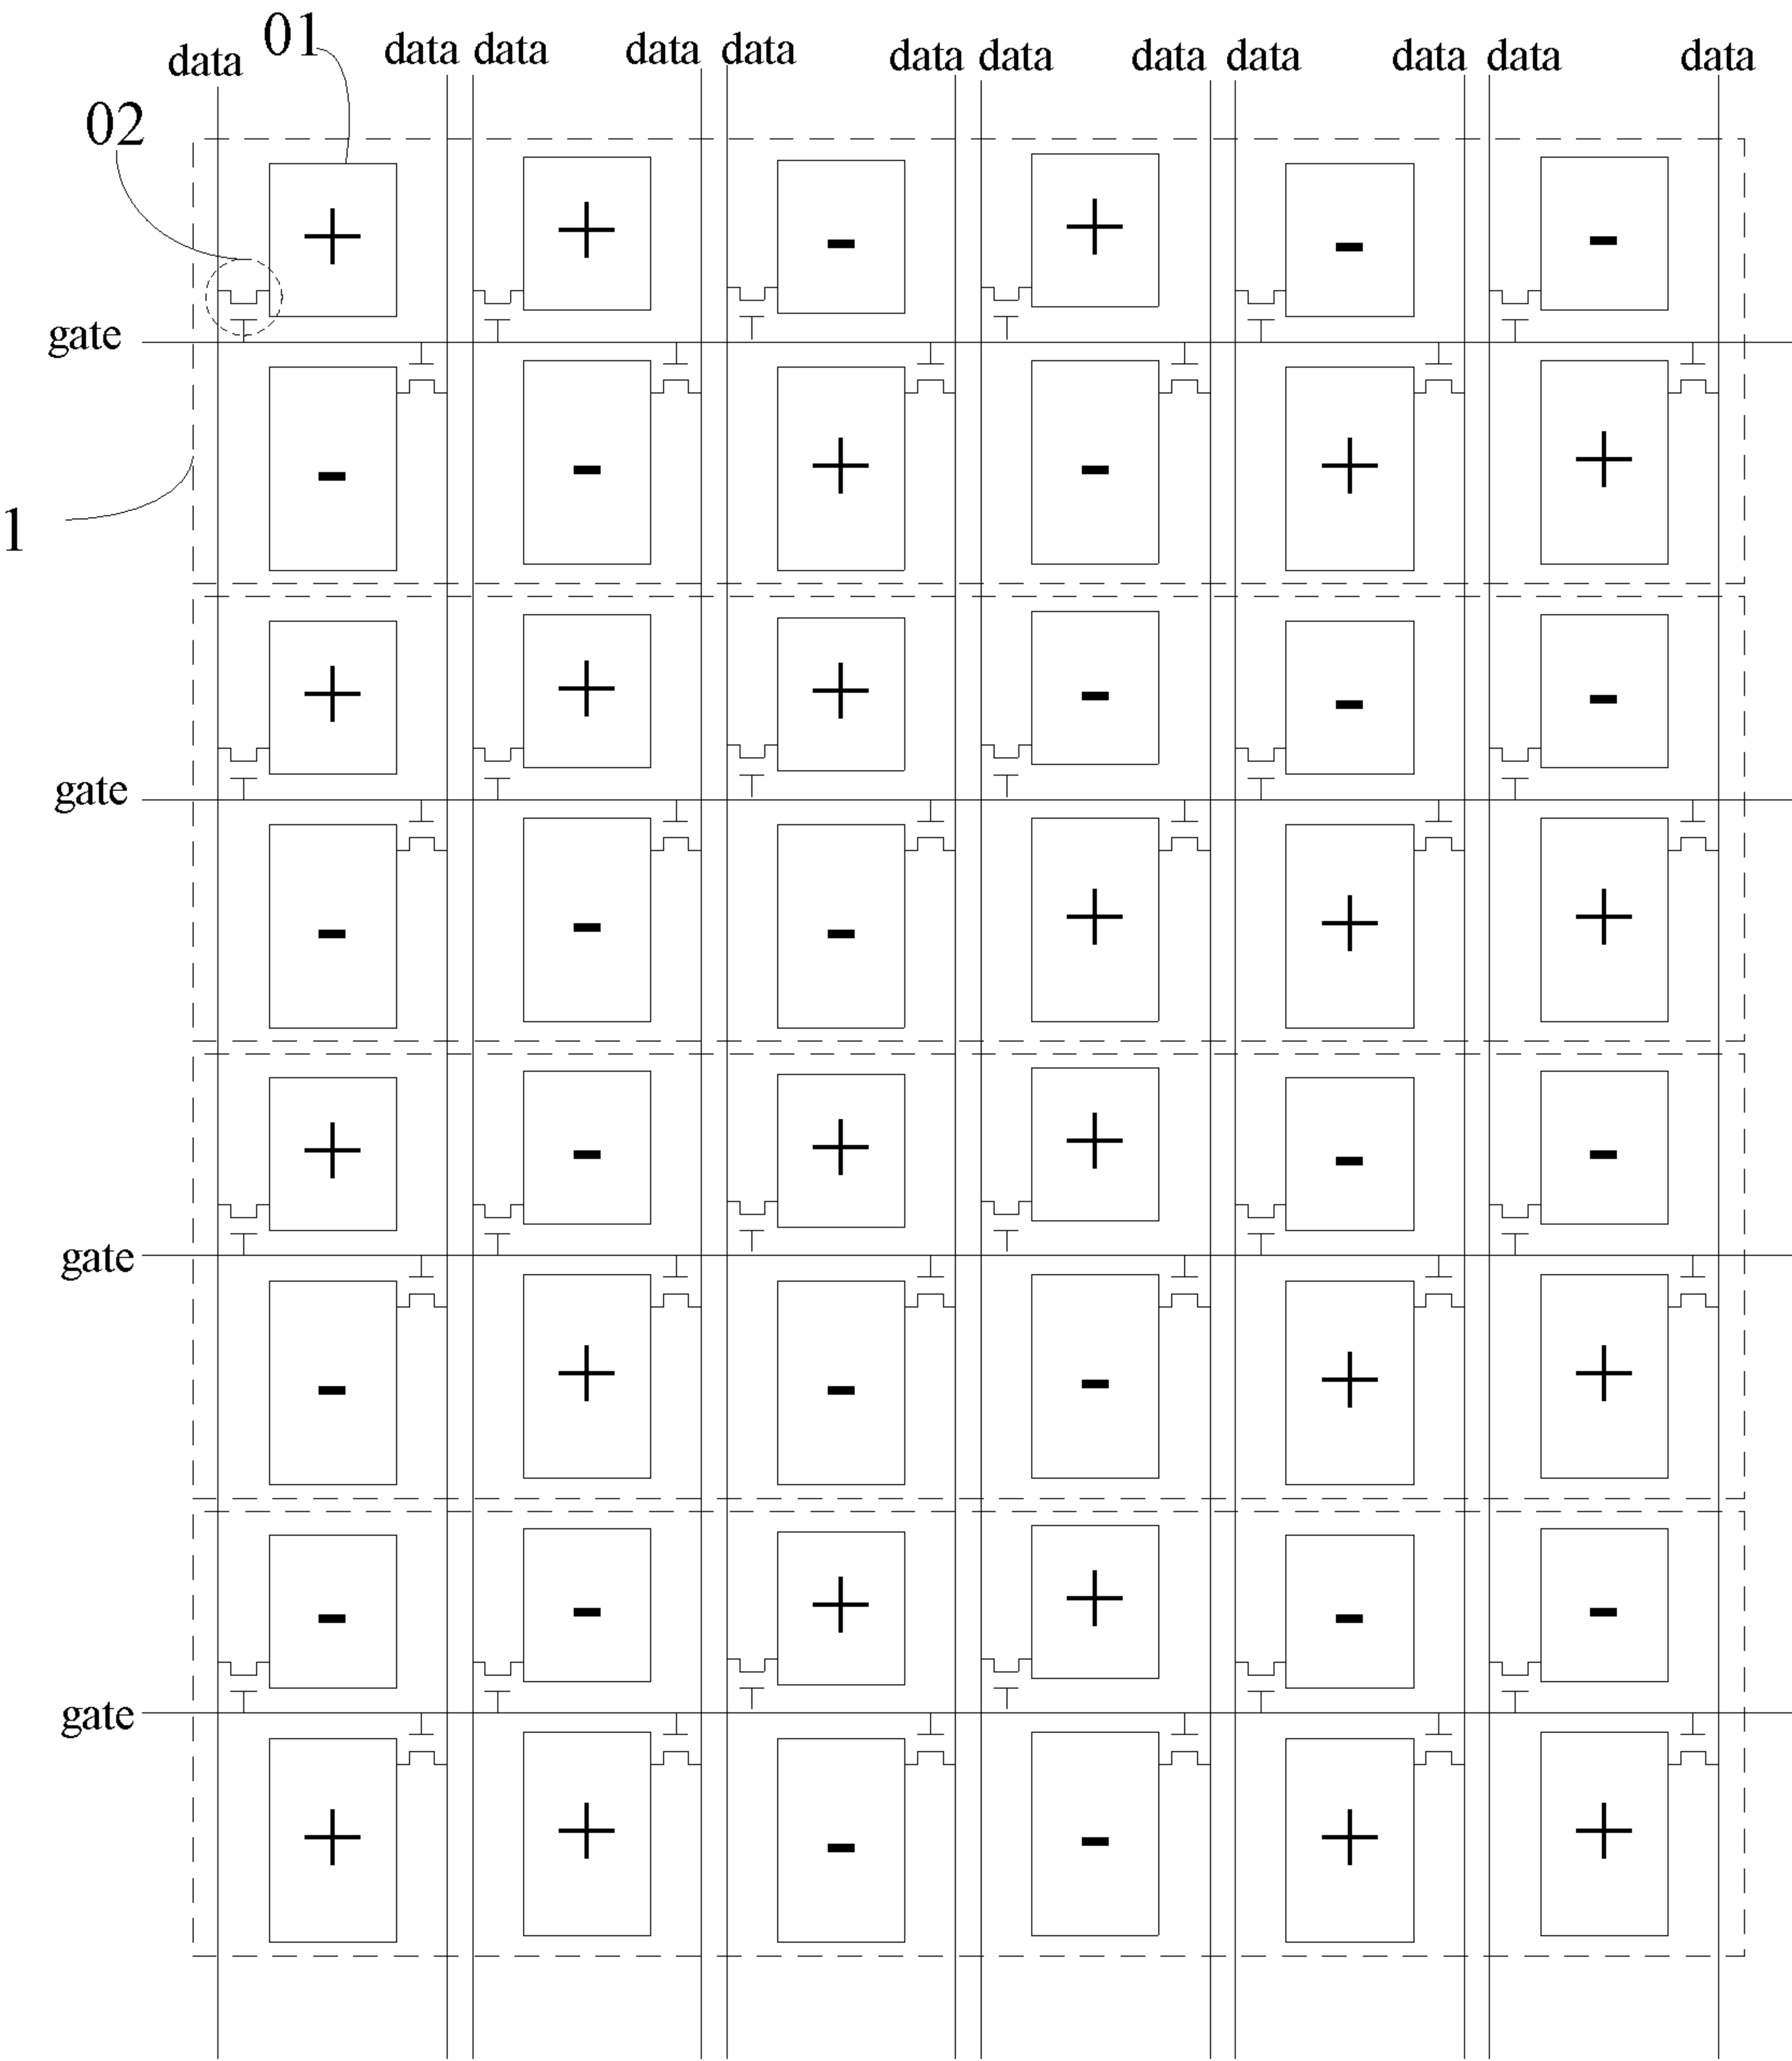 data 01 data data data data data data data data data data data
02
+ + - + - -
gate
- - + - + +
1
+ + + - - -
gate
- - - + + +
+ - + + - -
gate
- + - - + +
- - + + - -
gate
+ + - - + +